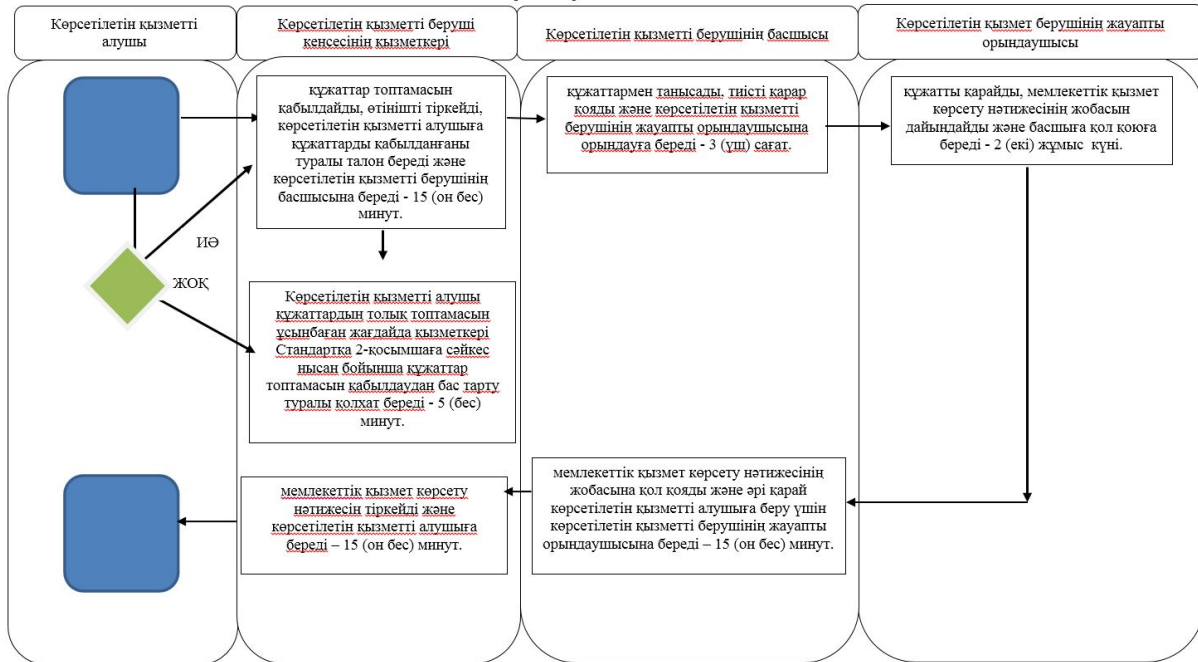 Көрсетілетін қызметті
алушы
Көрсетілетін қызметті беруші
кеңсесінің қызметкері
Көрсетілетін қызметті берушінің басшысы
Көрсетілетін қызмет берушінің жауапты
орындаушысы
құжаттар топтамасын
қабылдайды, өтінішті тіркейді,
көрсетілетін қызметті алушыға
құжаттарды қабылданғаны
туралы талон береді және
көрсетілетін қызметті берушінің
басшысына береді - 15 (он бес)
минут.
құжаттармен танысады, тиісті қарар
қояды және көрсетілетін қызметті
берушінің жауапты орындаушысына
орындауға береді - 3 (үш) сағат.
құжатты қарайды, мемлекеттік қызмет
көрсету нәтижесінің жобасын
дайындайды және басшыға қол қоюға
береді - 2 (екі) жұмыс күні.
ИӘ
ЖОҚ
Көрсетілетін қызметті алушы
құжаттардын толық топтамасын
ұсынбаған жағдайда қызметкері
Стандартқа 2-қосымшаға сәйкес
нысан бойынша құжаттар
топтамасын қабылдаудан бас тарту
туралы қолхат береді - 5 (бес)
минут.
мемлекеттік қызмет көрсету
нәтижесін тіркейді және
көрсетілетін қызметті алушыға
береді – 15 (он бес) минут.
мемлекеттік қызмет көрсету нәтижесінің
жобасына қол қояды және әрі қарай
көрсетілетін қызметті алушыға беру үшін
көрсетілетін қызметті берушінің жауапты
орындаушысына береді – 15 (он бес) минут.